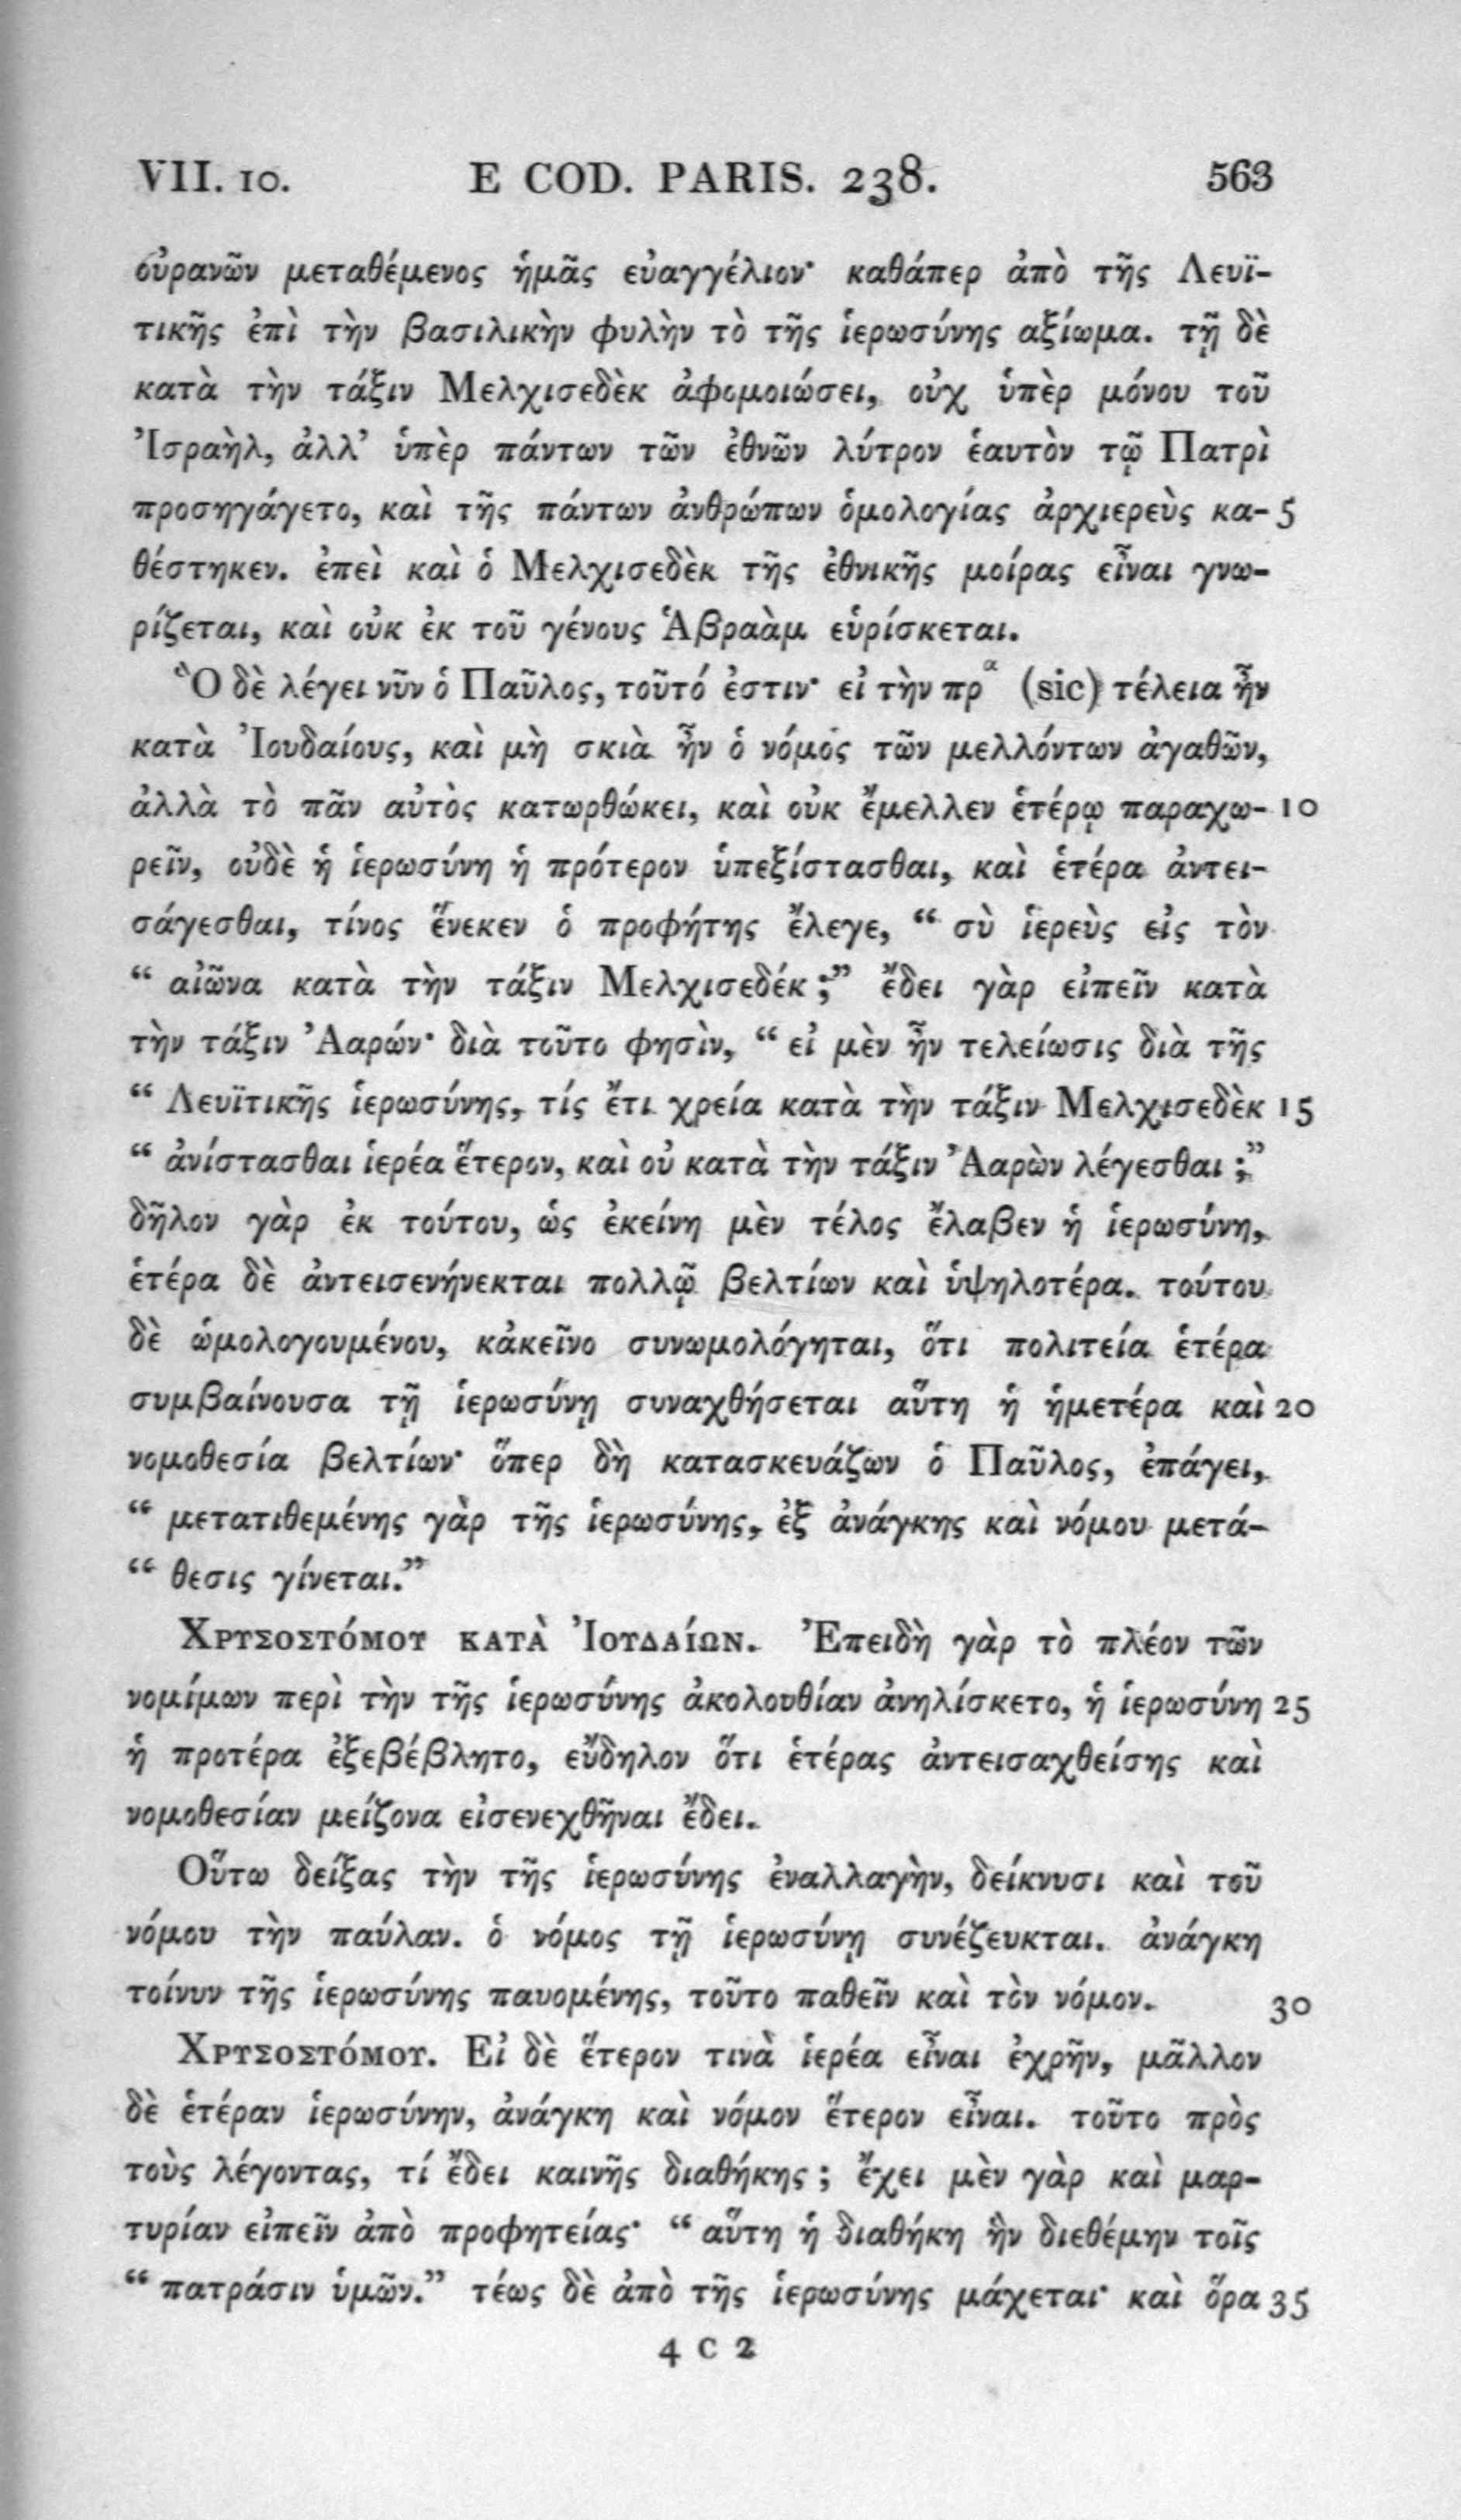 VII. 10. E COD. PARIS. 238. 563
οὐρανῶν μεταθέμενος ἡμᾶς εὐαγγέλιον· καθάπερ ἀπὸ τῆς Λευϊ-
τικῆς ἐπὶ τὴν βασιλικὴν φυλὴν τὸ τῆς ἱερωσύνης αξίωμα. τῇ δὲ
κατὰ τὴν τάξιν Μελχισεδὲκ ἀφομοιώσει, οὐχ ὑπὲρ μόνου τοῦ
Ἰσραὴλ, ἀλλ’ ὑπὲρ πάντων τῶν ἐθνῶν λύτρον ἑαυτὸν τῷ Πατρὶ
προσηγάγετο, καὶ τῆς πάντων ἀνθρώπων ὁμολογίας ἀρχιερεὺς κα- 5
θέστηκεν. ἐπεὶ καὶ ὁ Μελχισεδὲκ τῆς ἐθνικῆς μοίρας εἶναι γνω-
ρίζεται, καὶ οὐκ ἐκ τοῦ γένους Ἁβραὰμ εὑρίσκεται.
Ὃ δὲ λέγει νῦν ὁ Παῦλος, τοῦτό ἐστιν· εἰ τὴν πρα (sic) τέλεια ἦν
κατὰ Ἰουδαίους, καὶ μὴ σκιὰ ἦν ὁ νόμος τῶν μελλόντων ἀγαθῶν,
ἀλλὰ τὸ πᾶν αὐτὸς κατωρθώκει, καὶ οὐκ ἔμελλεν ἑτέρῳ παραχω- 10
ρεῖν, οὐδὲ ἡ ἱερωσύνη ἡ πρότερον ὑπεξίστασθαι, καὶ ἑτέρα ἀντει-
σάγεσθαι, τίνος ἕνεκεν ὁ προφήτης ἔλεγε, “ σὺ ἱερεὺς εἰς τὸν
“ αἰῶνα κατὰ τὴν τάξιν Μελχισεδέκ ;” ἔδει γὰρ εἰπεῖν κατὰ
τὴν τάξιν Ἀαρών· διὰ τοῦτο φησὶν, “ εἰ μὲν ἦν τελείωσις διὰ τῆς
“ Λευϊτικῆς ἱερωσύνης, τίς ἔτι χρεία κατὰ τὴν τάξιν Μελχισεδὲκ 15
“ ἀνίστασθαι ἱερέα ἕτερον, καὶ οὐ κατὰ τὴν τάξιν Ἀαρὼν λέγεσθαι ;”
δῆλον γὰρ ἐκ τούτου, ὡς ἐκείνη μὲν τέλος ἔλαβεν ἡ ἱερωσύνη,
ἑτέρα δὲ ἀντεισενήνεκται πολλῷ βελτίων καὶ ὑψηλοτέρα. τούτου
δὲ ὡμολογουμένου, κἀκεῖνο συνωμολόγηται, ὅτι πολιτεία ἑτέρα
συμβαίνουσα τῇ ἱερωσύνῃ συναχθήσεται αὕτη ἡ ἡμετέρα καὶ 20
νομοθεσία βελτίων· ὅπερ δὴ κατασκευάζων ὁ Παῦλος, ἐπάγει,
“ μετατιθεμένης γὰρ τῆς ἱερωσύνης, ἐξ ἀνάγκης καὶ νόμου μετά-
“ θεσις γίνεται.”
Χρυσοστόμου κατὰ Ἰουδαίων. Ἐπειδὴ γὰρ τὸ πλέον τῶν
νομίμων περὶ τὴν τῆς ἱερωσύνης ἀκολουθίαν ἀνηλίσκετο, ἡ ἱερωσύνη 25
ἡ προτέρα ἐξεβέβλητο, εὔδηλον ὅτι ἑτέρας ἀντεισαχθείσης καὶ
νομοθεσίαν μείζονα εἰσενεχθῆναι ἔδει.
Οὕτω δείξας τὴν τῆς ἱερωσύνης ἐναλλαγὴν, δείκνυσι καὶ τοῦ
νόμου τὴν παύλαν. ὁ νόμος τῇ ἱερωσύνῃ συνέζευκται. ἀνάγκη
τοίνυν τῆς ἱερωσύνης παυομένης, τοῦτο παθεῖν καὶ τὸν νόμον. 30
Χρυσοστόμου. Εἰ δὲ ἕτερον τινὰ ἱερέα εἶναι ἐχρῆν, μᾶλλον
δὲ ἑτέραν ἱερωσύνην, ἀνάγκη καὶ νόμον ἕτερον εἶναι. τοῦτο πρὸς
τοὺς λέγοντας, τί ἔδει καινῆς διαθήκης ; ἔχει μὲν γὰρ καὶ μαρ-
τυρίαν εἰπεῖν ἀπὸ προφητείας· “ αὕτη ἡ διαθήκη ἣν διεθέμην τοῖς
“ πατράσιν ὑμῶν.” τέως δὲ ἀπὸ τῆς ἱερωσύνης μάχεται· καὶ ὅρα 35
4 C 2